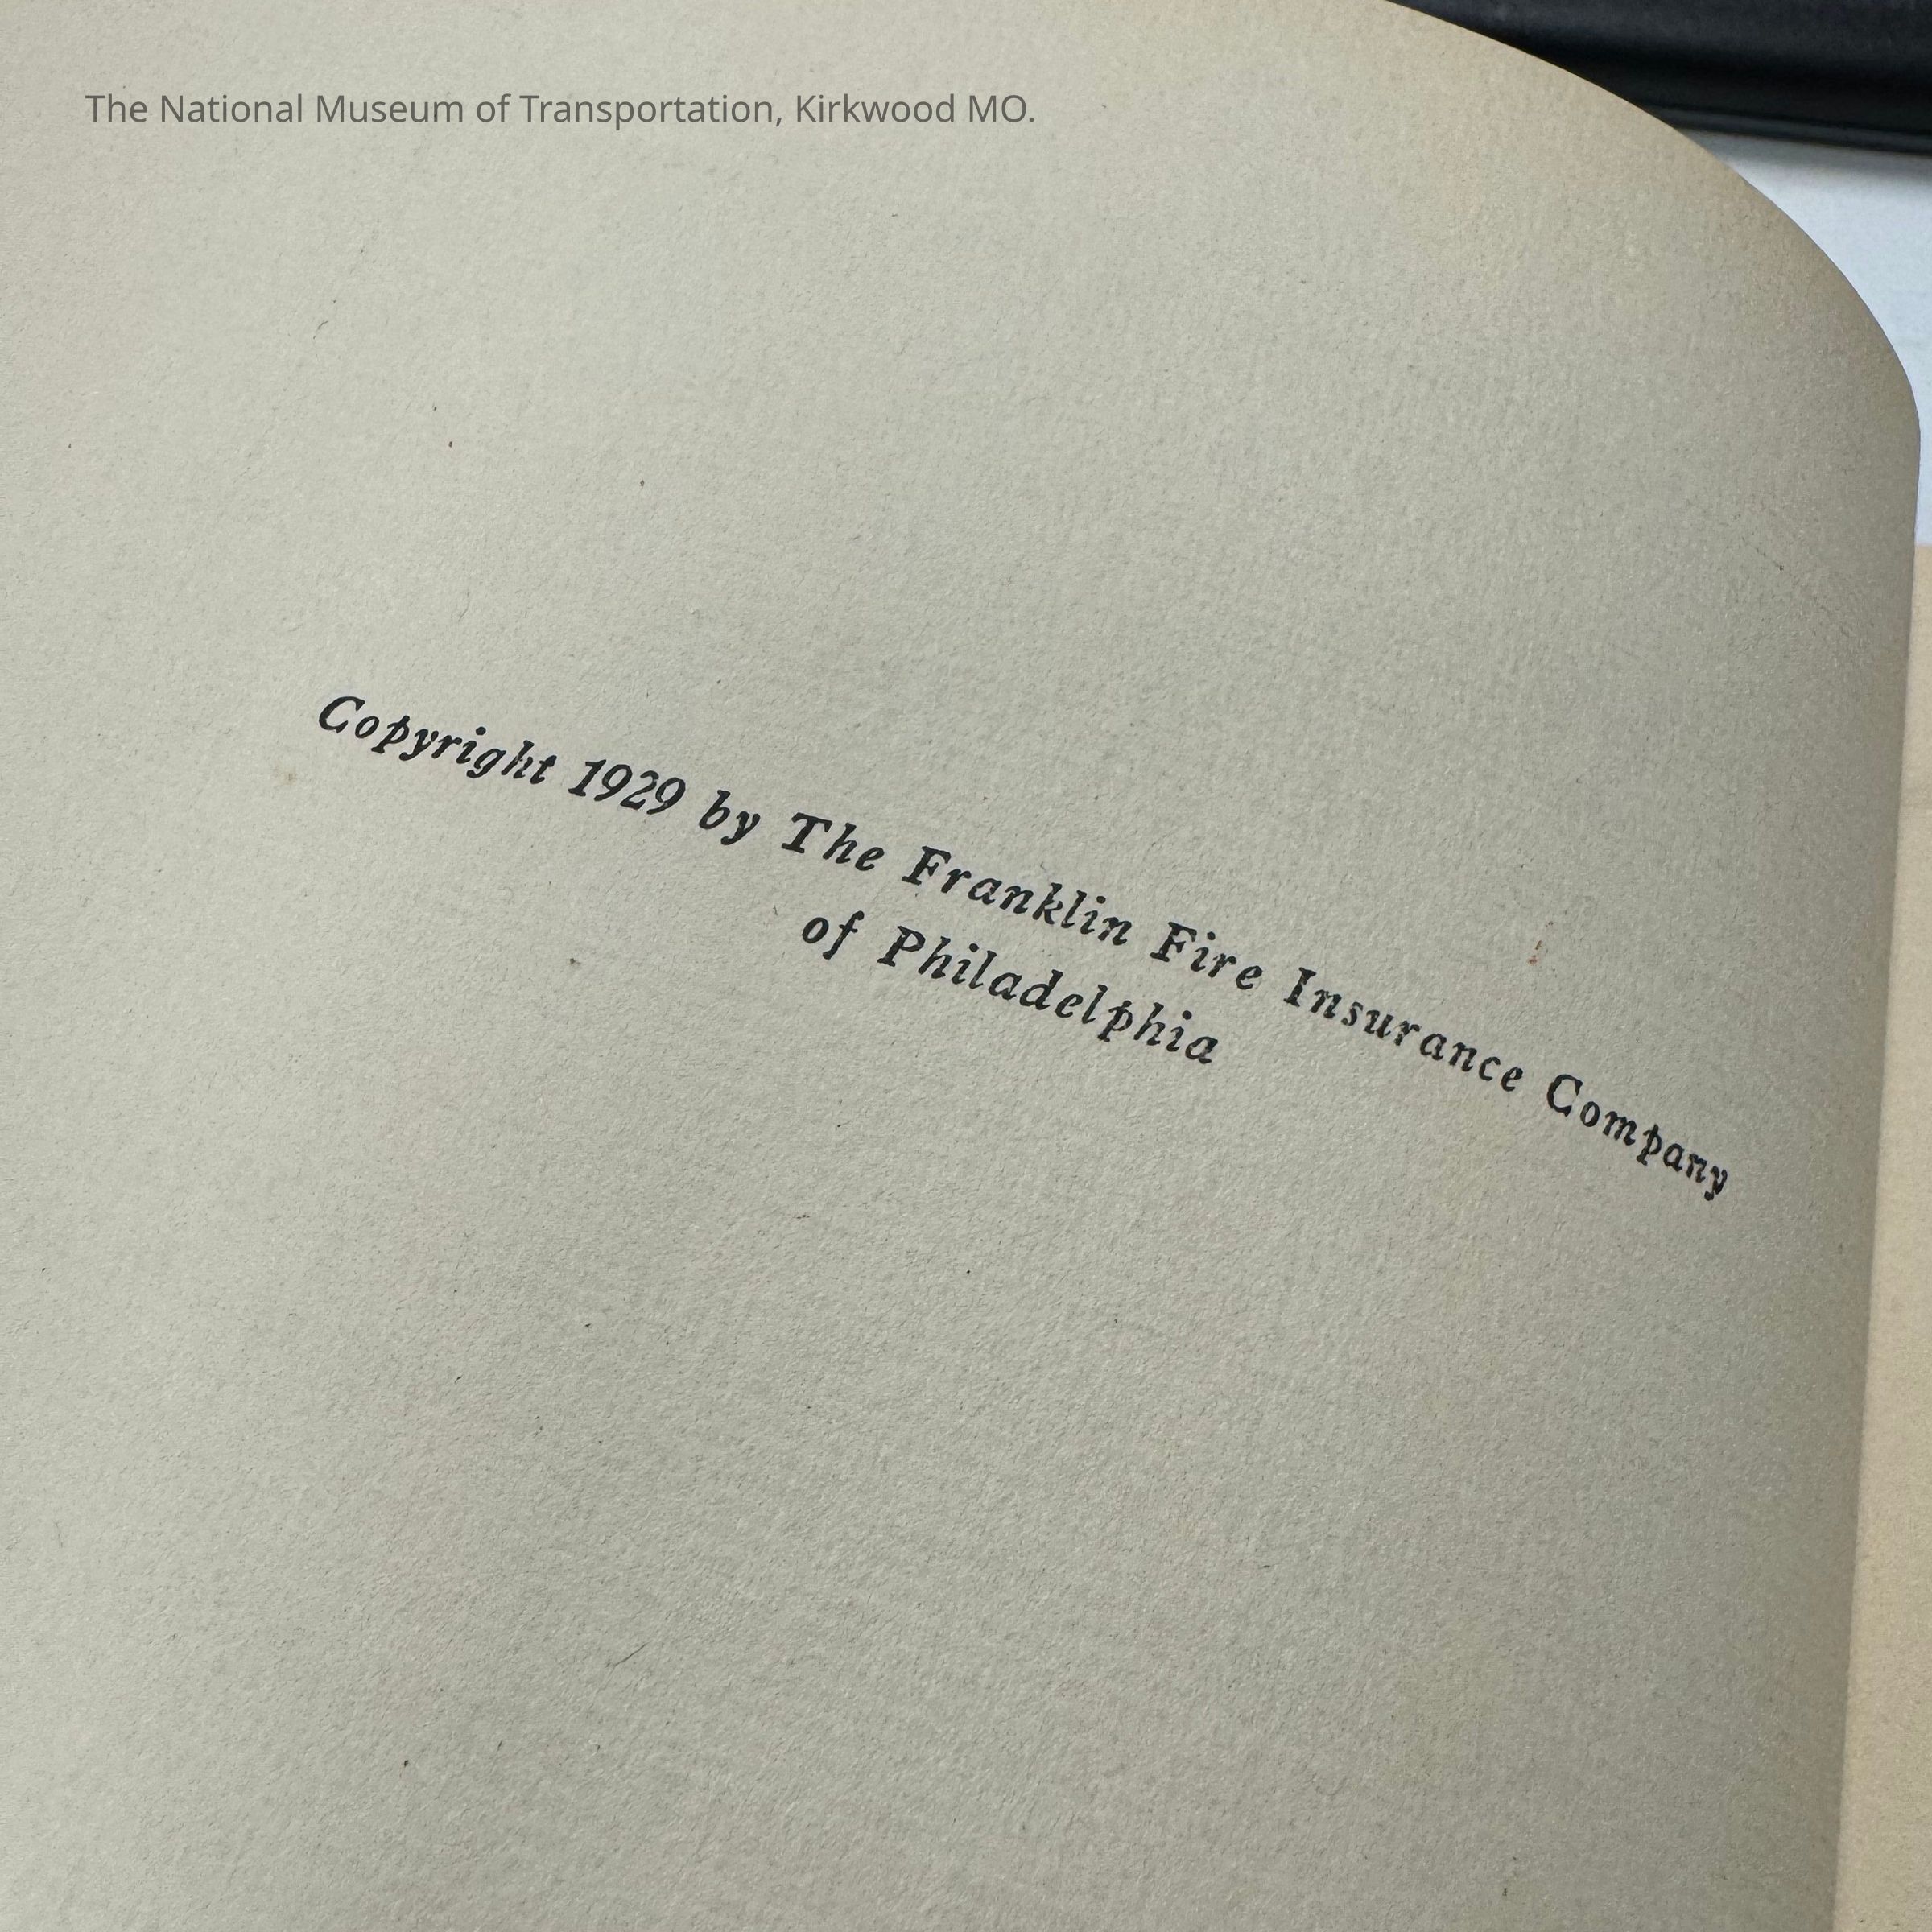 The National Museum of Transportation, Kirkwood MO.
Copyright 1929 by The Franklin Fire Insurance Company
of Philadelphia